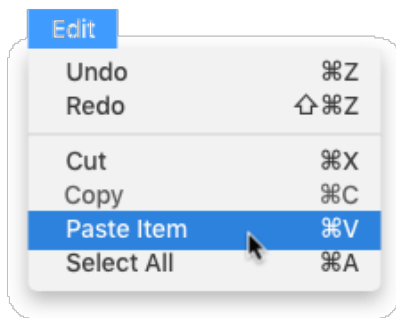 Edit
Undo ⌘Z
Redo ⇧⌘Z
Cut ⌘X
Copy ⌘C
Paste Item ⌘V
Select All ⌘A